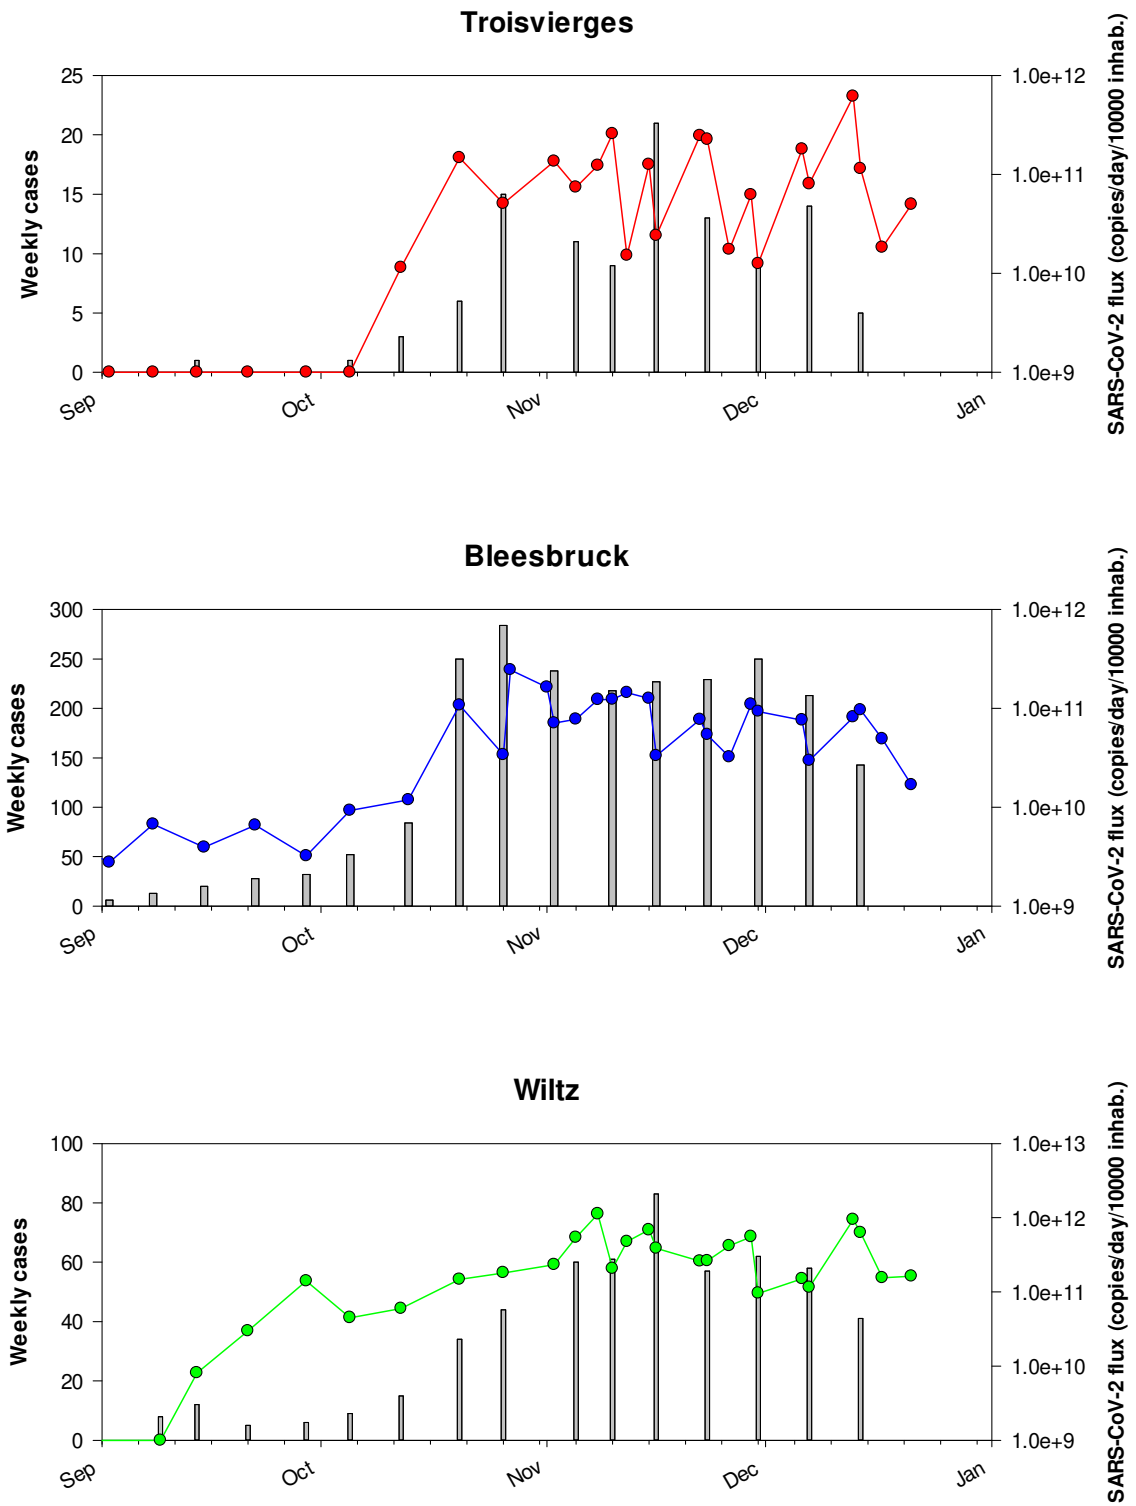 Troisvierges
Weekly cases
SARS-CoV-2 flux (copies/day/10000 inhab.)
25
20
15
10
5
0
1.0e+12
1.0e+11
1.0e+10
1.0e+9
Sep
Oct
Nov
Dec
Jan
Bleesbruck
Weekly cases
SARS-CoV-2 flux (copies/day/10000 inhab.)
300
250
200
150
100
50
0
1.0e+12
1.0e+11
1.0e+10
1.0e+9
Sep
Oct
Nov
Dec
Jan
Wiltz
Weekly cases
SARS-CoV-2 flux (copies/day/10000 inhab.)
100
80
60
40
20
0
1.0e+13
1.0e+12
1.0e+11
1.0e+10
1.0e+9
Sep
Oct
Nov
Dec
Jan